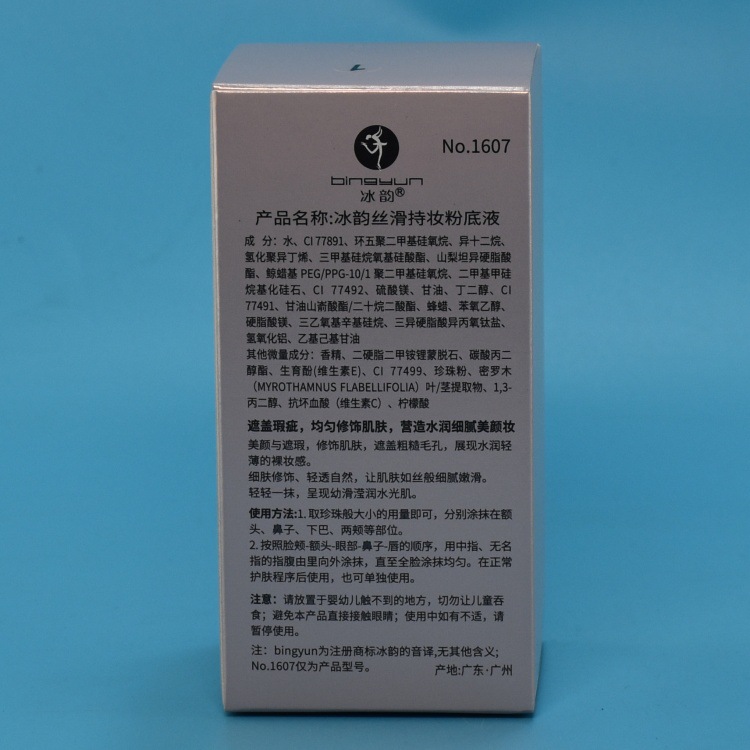 No.1607
bingyun
冰韵®
产品名称:冰韵丝滑持妆粉底液
成 分：水、CI 77891、环五聚二甲基硅氧烷、异十二烷、
氢化聚异丁烯、三甲基硅烷氧基硅酸酯、山梨坦异硬脂酸
酯、鲸蜡基 PEG/PPG-10/1 聚二甲基硅氧烷、二甲基甲硅
烷基化硅石、CI 77492、硫酸镁、甘油、丁二醇、CI
77491、甘油山嵛酸酯/二十烷二酸酯、蜂蜡、苯氧乙醇、
硬脂酸镁、三乙氧基辛基硅烷、三异硬脂酸异丙氧钛盐、
氢氧化铝、乙基己基甘油
其他微量成分：香精、二硬脂二甲铵锂蒙脱石、碳酸丙二
醇酯、生育酚(维生素E)、CI 77499、珍珠粉、密罗木
（MYROTHAMNUS FLABELLIFOLIA）叶/茎提取物、1,3-
丙二醇、抗坏血酸（维生素C）、柠檬酸
遮盖瑕疵，均匀修饰肌肤，营造水润细腻美颜妆
美颜与遮瑕，修饰肌肤，遮盖粗糙毛孔，展现水润轻
薄的裸妆感。
细肤修饰、轻透自然，让肌肤如丝般细腻嫩滑。
轻轻一抹，呈现幼滑滢润水光肌。
使用方法:1.取珍珠般大小的用量即可，分别涂抹在额
头、鼻子、下巴、两颊等部位。
2.按照脸颊-额头-眼部-鼻子-唇的顺序，用中指、无名
指的指腹由里向外涂抹，直至全脸涂抹均匀。在正常
护肤程序后使用，也可单独使用。
注意：请放置于婴幼儿触不到的地方，切勿让儿童吞
食；避免本产品直接接触眼睛；使用中如有不适，请
暂停使用。
注：bingyun为注册商标冰韵的音译,无其他含义;
No.1607仅为产品型号。
产地:广东·广州